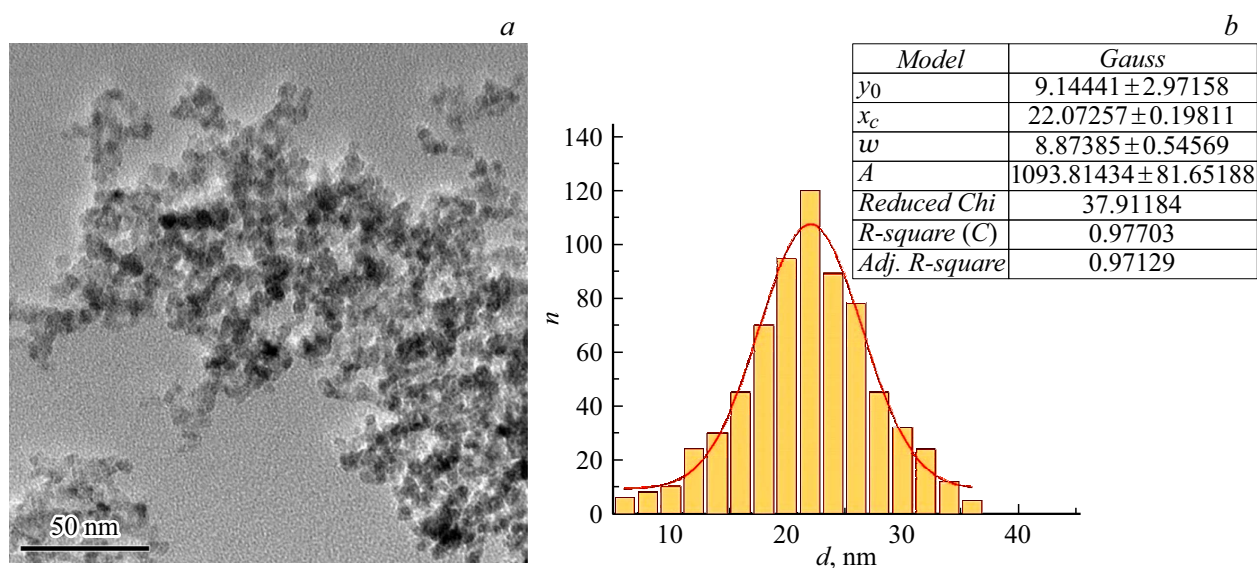 a
50 nm
b
Model Gauss
y0 9.14441 ± 2.97158
xc 22.07257 ± 0.19811
w 8.87385 ± 0.54569
A 1093.81434 ± 81.65188
Reduced Chi 37.91184
R-square (C) 0.97703
Adj. R-square 0.97129
140
120
100
80
60
40
20
0
n
10 20 30 40
d, nm